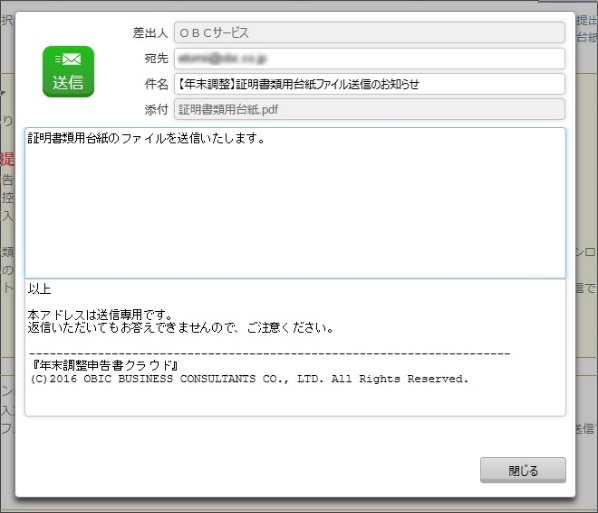 差出人 ＯＢＣサービス
宛先
送信
件名 【年末調整】証明書類用台紙ファイル送信のお知らせ
添付 証明書類用台紙.pdf
証明書類用台紙のファイルを送信いたします。
以上
本アドレスは送信専用です。
返信いただいてもお答えできませんので、ご注意ください。
----------------------------------------------------------------------
『年末調整申告書クラウド』
(C)2016 OBIC BUSINESS CONSULTANTS CO., LTD. All Rights Reserved.
閉じる